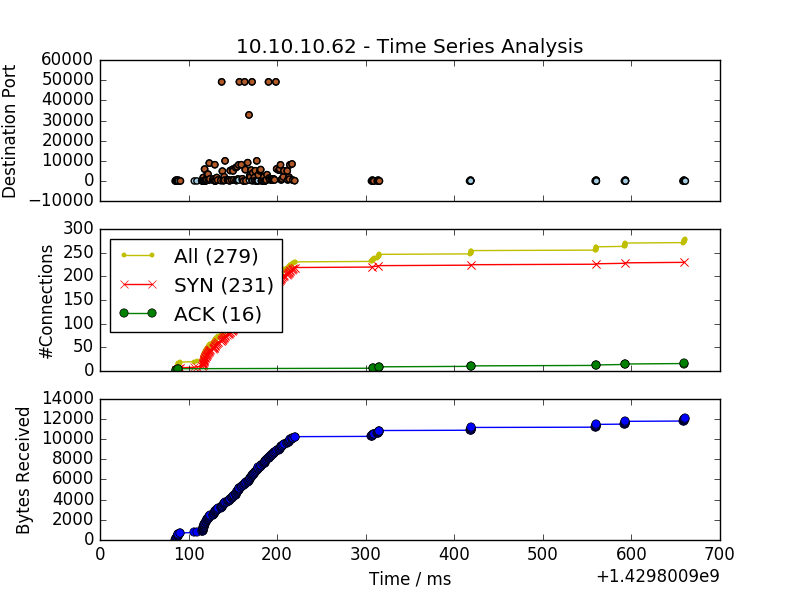 10.10.10.62 - Time Series Analysis
60000
50000
40000
30000
20000
10000
0
−10000
Destination Port
300
250
200
150
100
50
0
#Connections
All (279)
SYN (231)
ACK (16)
14000
12000
10000
8000
6000
4000
2000
0
Bytes Received
0 100 200 300 400 500 600 700
Time / ms
+1.4298009e9